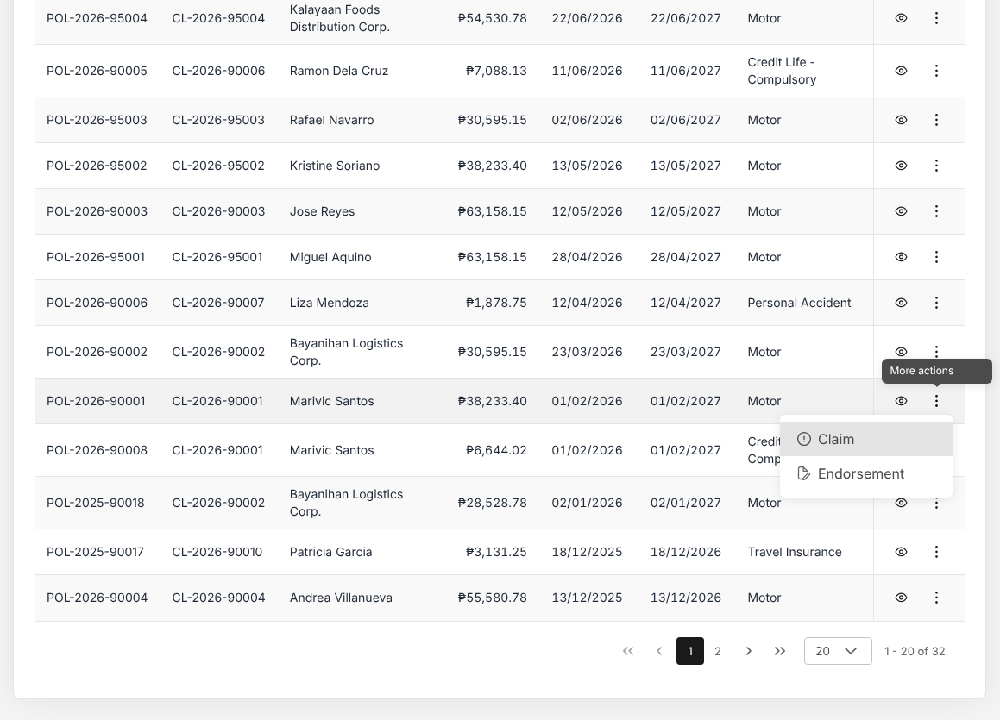 POL-2026-95004 CL-2026-95004 Kalayaan Foods Distribution Corp. ₱54,530.78 22/06/2026 22/06/2027 Motor
POL-2026-90005 CL-2026-90006 Ramon Dela Cruz ₱7,088.13 11/06/2026 11/06/2027 Credit Life - Compulsory
POL-2026-95003 CL-2026-95003 Rafael Navarro ₱30,595.15 02/06/2026 02/06/2027 Motor
POL-2026-95002 CL-2026-95002 Kristine Soriano ₱38,233.40 13/05/2026 13/05/2027 Motor
POL-2026-90003 CL-2026-90003 Jose Reyes ₱63,158.15 12/05/2026 12/05/2027 Motor
POL-2026-95001 CL-2026-95001 Miguel Aquino ₱63,158.15 28/04/2026 28/04/2027 Motor
POL-2026-90006 CL-2026-90007 Liza Mendoza ₱1,878.75 12/04/2026 12/04/2027 Personal Accident
POL-2026-90002 CL-2026-90002 Bayanihan Logistics Corp. ₱30,595.15 23/03/2026 23/03/2027 Motor
More actions
POL-2026-90001 CL-2026-90001 Marivic Santos ₱38,233.40 01/02/2026 01/02/2027 Motor
Claim
Endorsement
POL-2026-90008 CL-2026-90001 Marivic Santos ₱6,644.02 01/02/2026 01/02/2027 Credit Comp
POL-2025-90018 CL-2026-90002 Bayanihan Logistics Corp. ₱28,528.78 02/01/2026 02/01/2027 Motor
POL-2025-90017 CL-2026-90010 Patricia Garcia ₱3,131.25 18/12/2025 18/12/2026 Travel Insurance
POL-2026-90004 CL-2026-90004 Andrea Villanueva ₱55,580.78 13/12/2025 13/12/2026 Motor
1 2 20 1 - 20 of 32